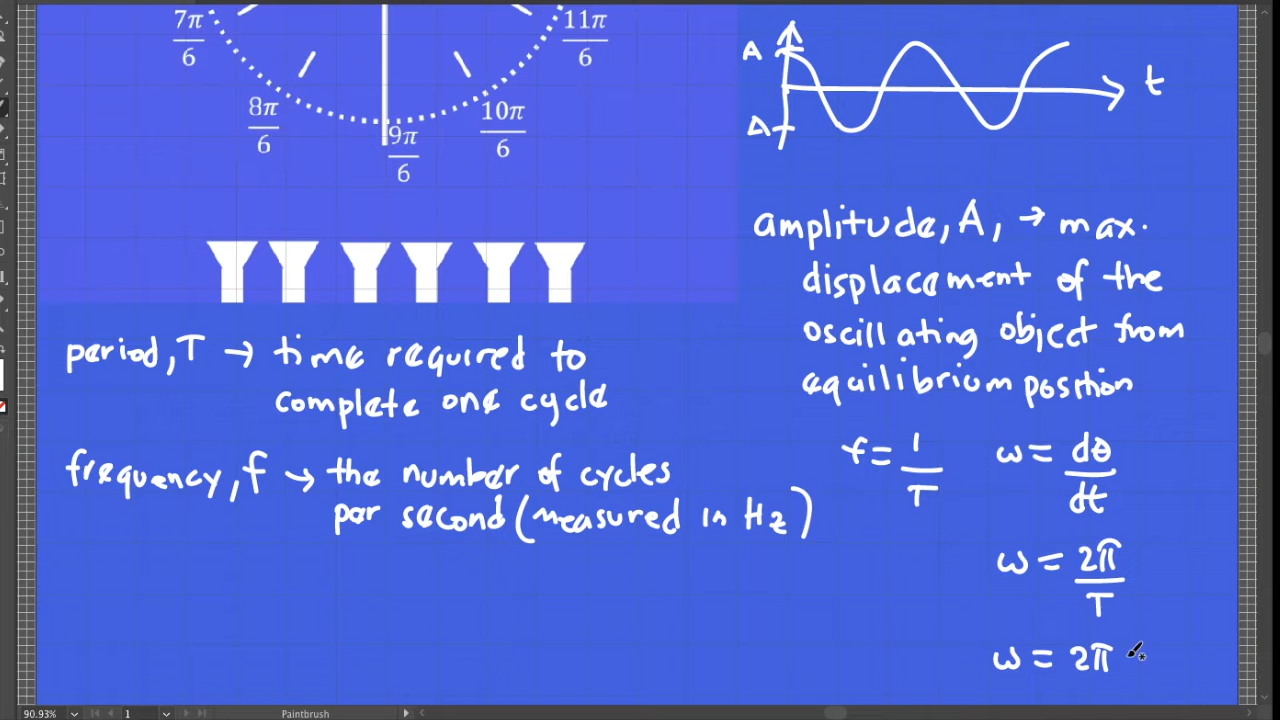 7π/6
11π/6
8π/6
10π/6
9π/6
A
t
A
amplitude, A, → max.
displacement of the
oscillating object from
equilibrium position
period, T → time required to
complete one cycle
frequency, f → the number of cycles
per second (measured in Hz)
f = 1/T
ω = dθ/dt
ω = 2π/T
ω = 2π
90.93%
1
Paintbrush